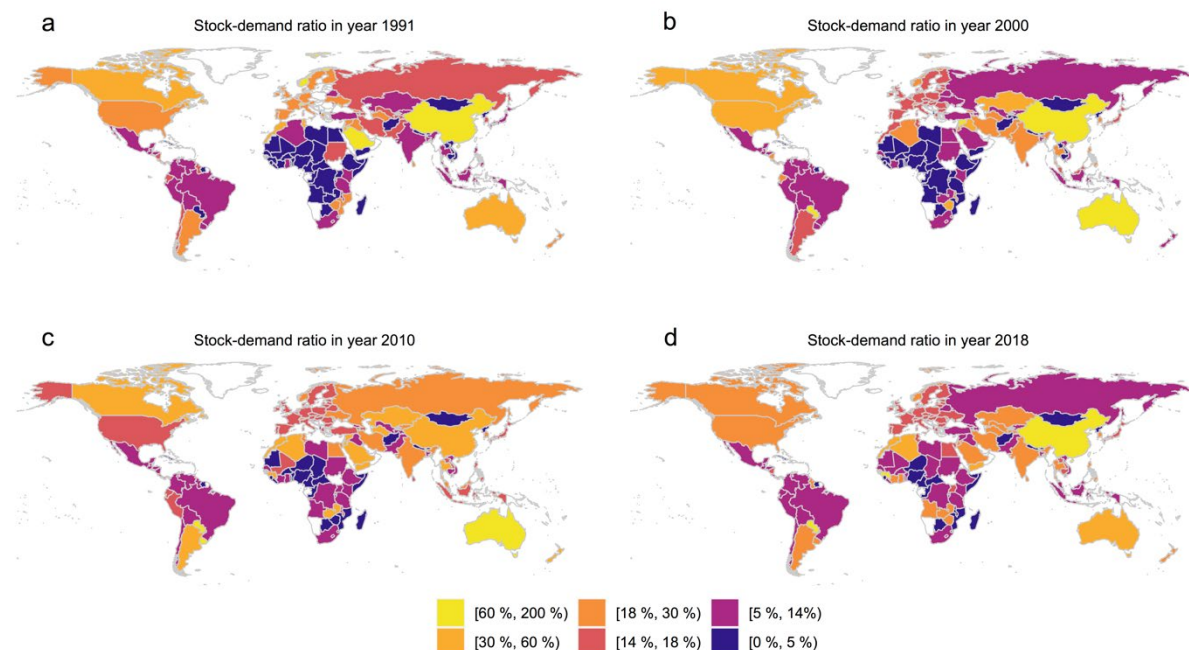 a
Stock-demand ratio in year 1991
b
Stock-demand ratio in year 2000
c
Stock-demand ratio in year 2010
d
Stock-demand ratio in year 2018
[60 %, 200 %) [18 %, 30 %) [5 %, 14%)
[30 %, 60 %) [14 %, 18 %) [0 %, 5 %)